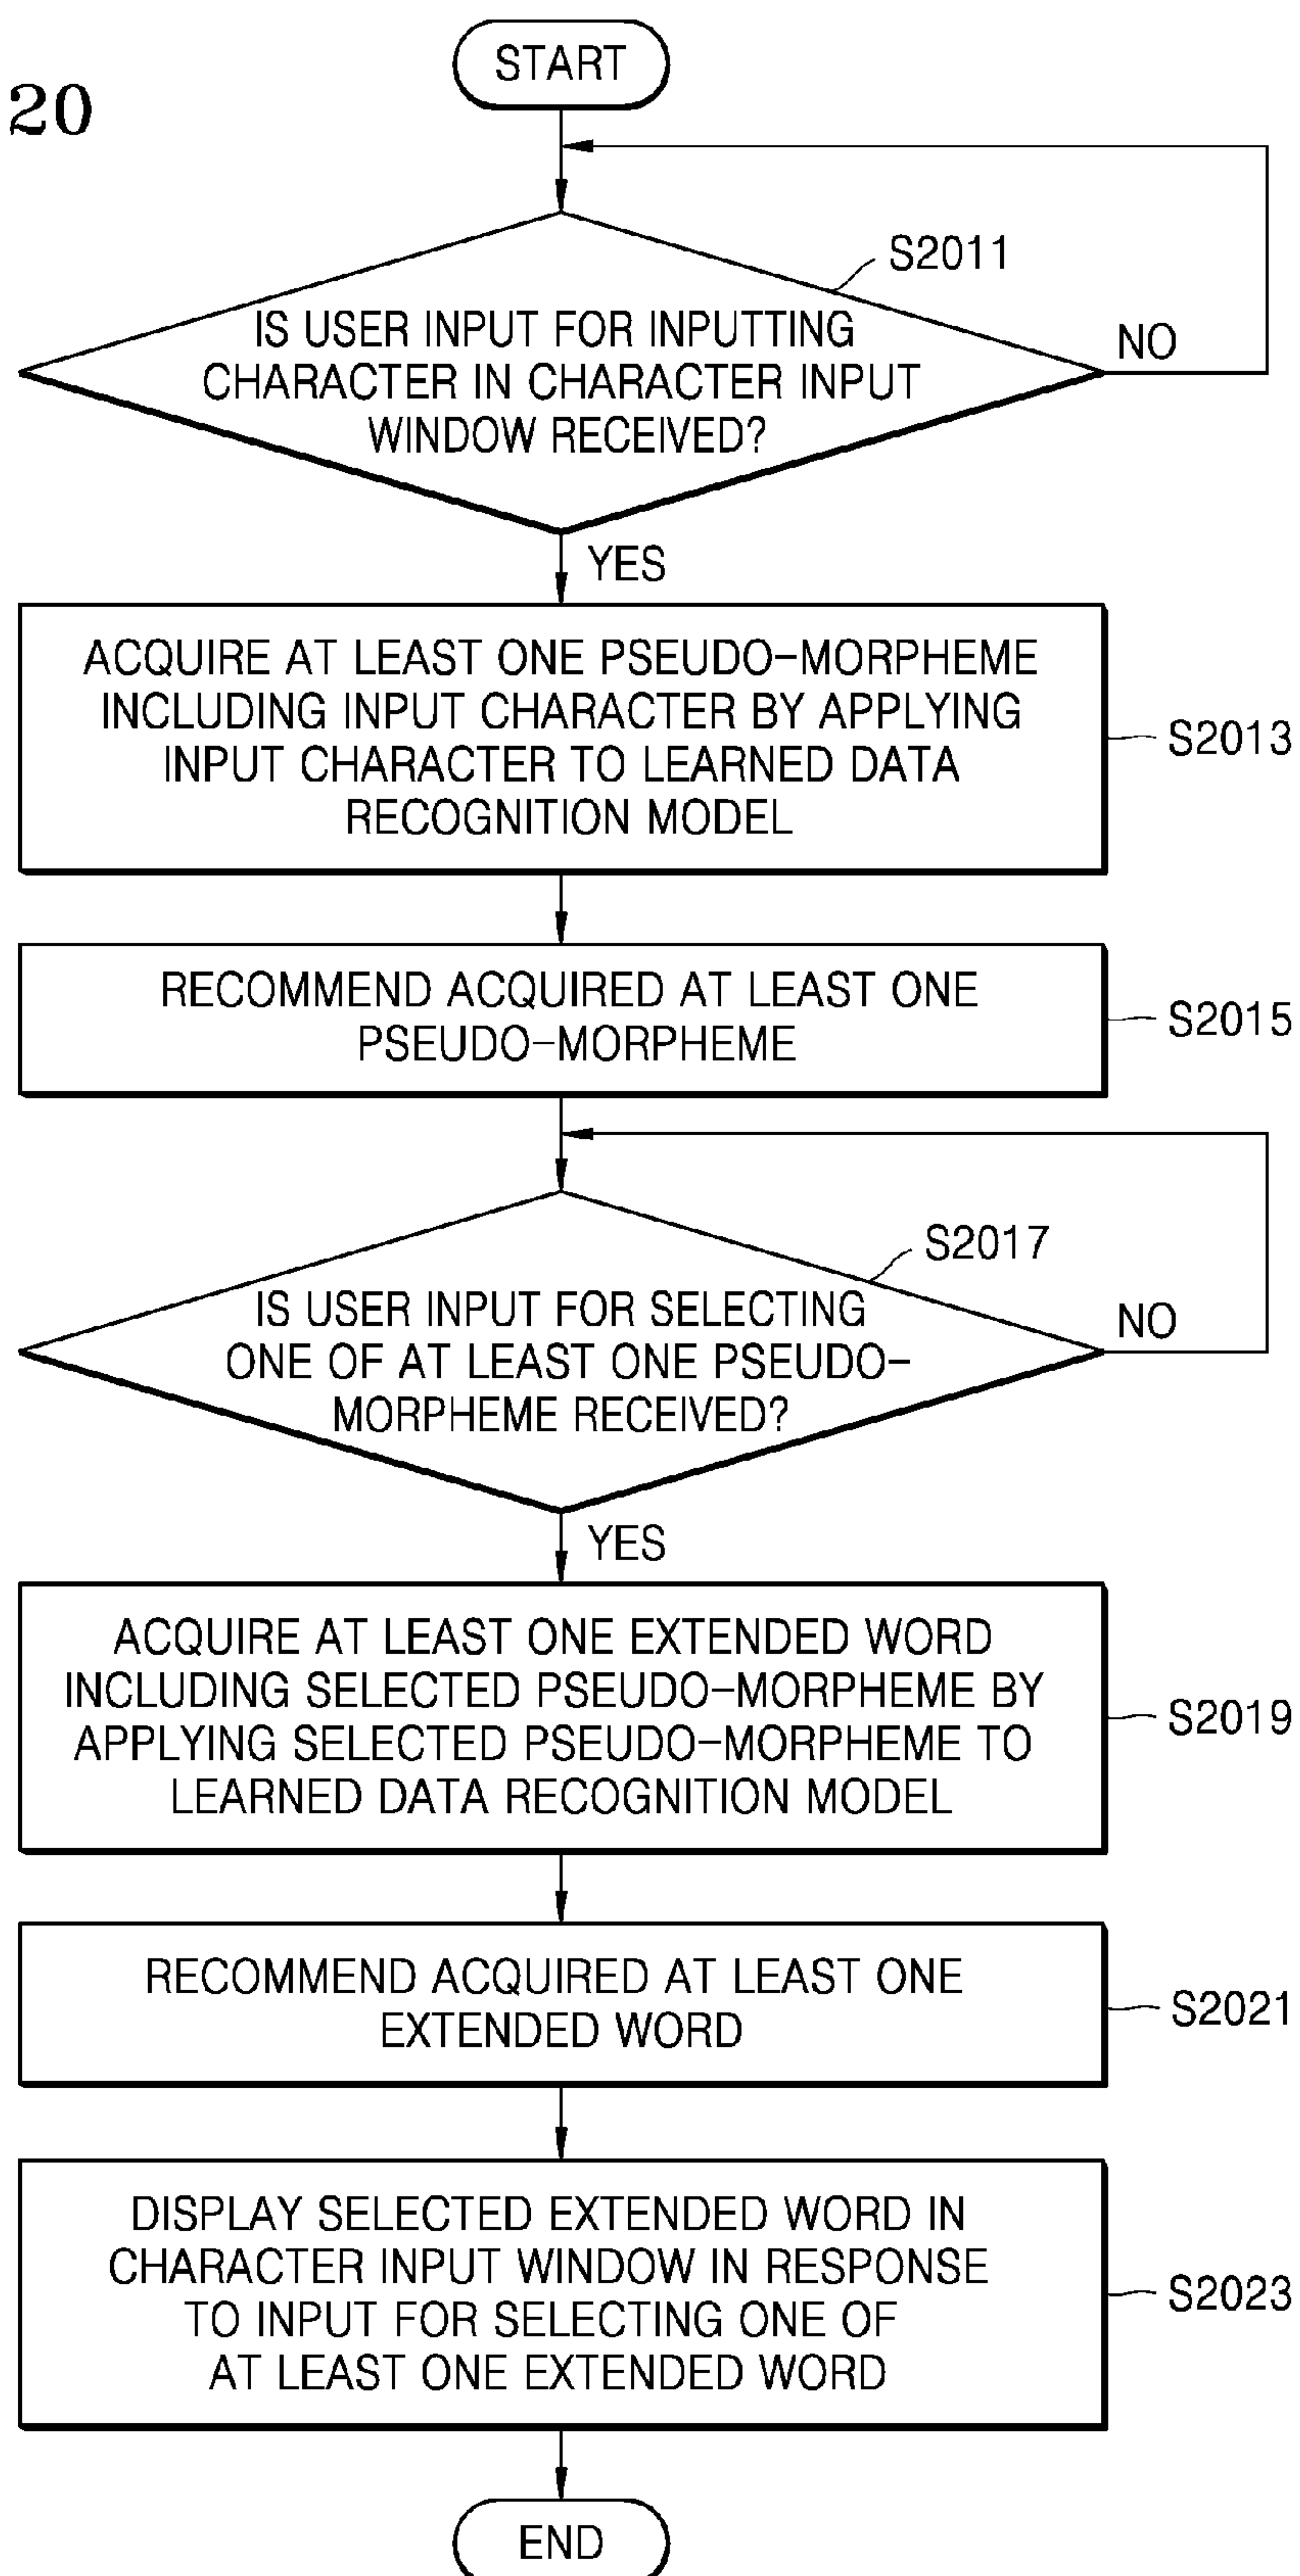 20
START
S2011
IS USER INPUT FOR INPUTTING
CHARACTER IN CHARACTER INPUT
WINDOW RECEIVED?
NO
YES
ACQUIRE AT LEAST ONE PSEUDO-MORPHEME
INCLUDING INPUT CHARACTER BY APPLYING
INPUT CHARACTER TO LEARNED DATA
RECOGNITION MODEL
S2013
RECOMMEND ACQUIRED AT LEAST ONE
PSEUDO-MORPHEME
S2015
S2017
IS USER INPUT FOR SELECTING
ONE OF AT LEAST ONE PSEUDO-
MORPHEME RECEIVED?
NO
YES
ACQUIRE AT LEAST ONE EXTENDED WORD
INCLUDING SELECTED PSEUDO-MORPHEME BY
APPLYING SELECTED PSEUDO-MORPHEME TO
LEARNED DATA RECOGNITION MODEL
S2019
RECOMMEND ACQUIRED AT LEAST ONE
EXTENDED WORD
S2021
DISPLAY SELECTED EXTENDED WORD IN
CHARACTER INPUT WINDOW IN RESPONSE
TO INPUT FOR SELECTING ONE OF
AT LEAST ONE EXTENDED WORD
S2023
END